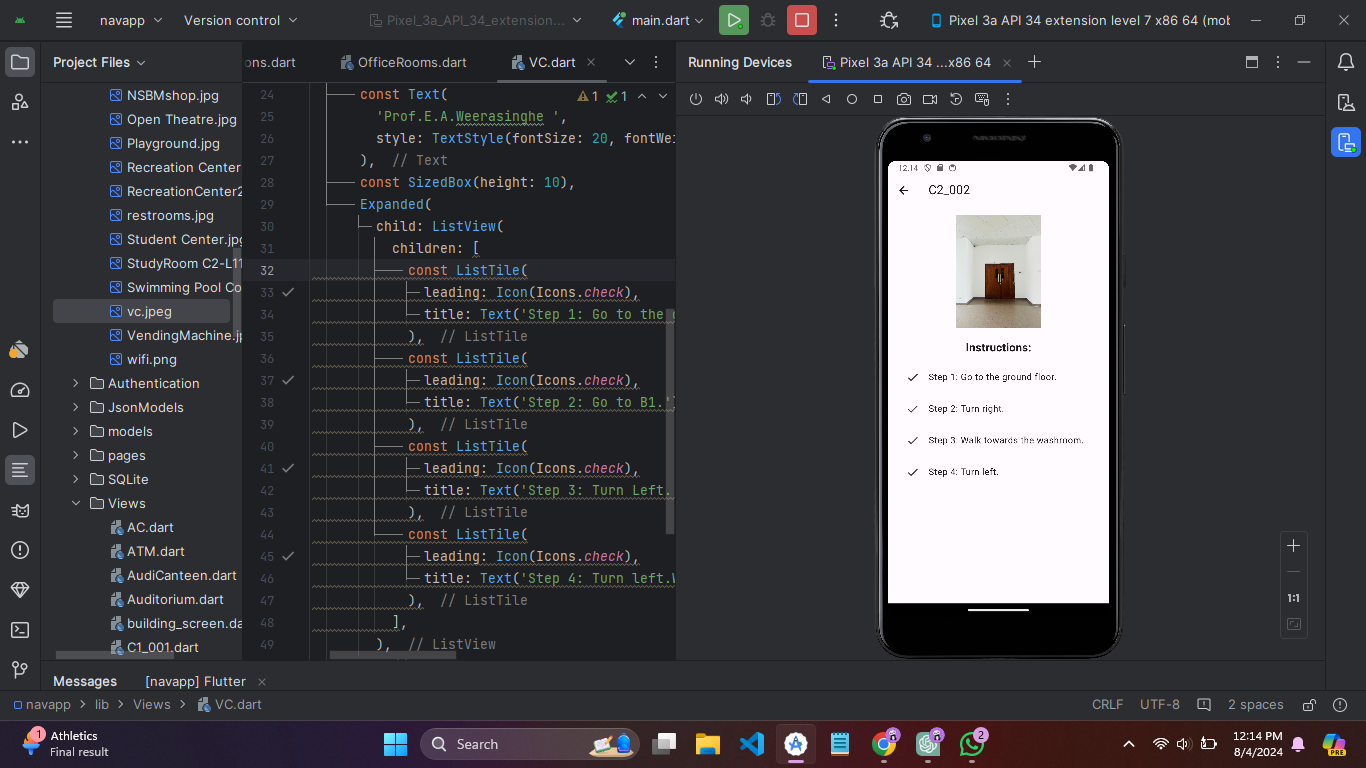 navapp
Version control
Pixel_3a_API_34_extension...
main.dart
Pixel 3a API 34 extension level 7 x86 64 (mob
Project Files
ons.dart
OfficeRooms.dart
VC.dart
Running Devices
Pixel 3a API 34 ...x86 64
NSBMshop.jpg
Open Theatre.jpg
Playground.jpg
Recreation Center
RecreationCenter2
restrooms.jpg
Student Center.jpg
StudyRoom C2-L11
Swimming Pool Co
vc.jpeg
VendingMachine.jp
wifi.png
Authentication
JsonModels
models
pages
SQLite
Views
AC.dart
ATM.dart
AudiCanteen.dart
Auditorium.dart
building_screen.da
C1_001.dart
1 1
24 const Text(
25 'Prof.E.A.Weerasinghe ',
26 style: TextStyle(fontSize: 20, fontWei
27 ), // Text
28 const SizedBox(height: 10),
29 Expanded(
30 child: ListView(
31 children: [
32 const ListTile(
33 leading: Icon(Icons.check),
34 title: Text('Step 1: Go to the g
35 ), // ListTile
36 const ListTile(
37 leading: Icon(Icons.check),
38 title: Text('Step 2: Go to B1.')
39 ), // ListTile
40 const ListTile(
41 leading: Icon(Icons.check),
42 title: Text('Step 3: Turn Left.
43 ), // ListTile
44 const ListTile(
45 leading: Icon(Icons.check),
46 title: Text('Step 4: Turn left.W
47 ), // ListTile
48 ],
49 ), // ListView
12:14
C2_002
Instructions:
Step 1: Go to the ground floor.
Step 2: Turn right.
Step 3: Walk towards the washroom.
Step 4: Turn left.
1:1
Messages
[navapp] Flutter
navapp > lib > Views > VC.dart
CRLF
UTF-8
2 spaces
1
Athletics
Final result
Search
2
12:14 PM
8/4/2024
PRE